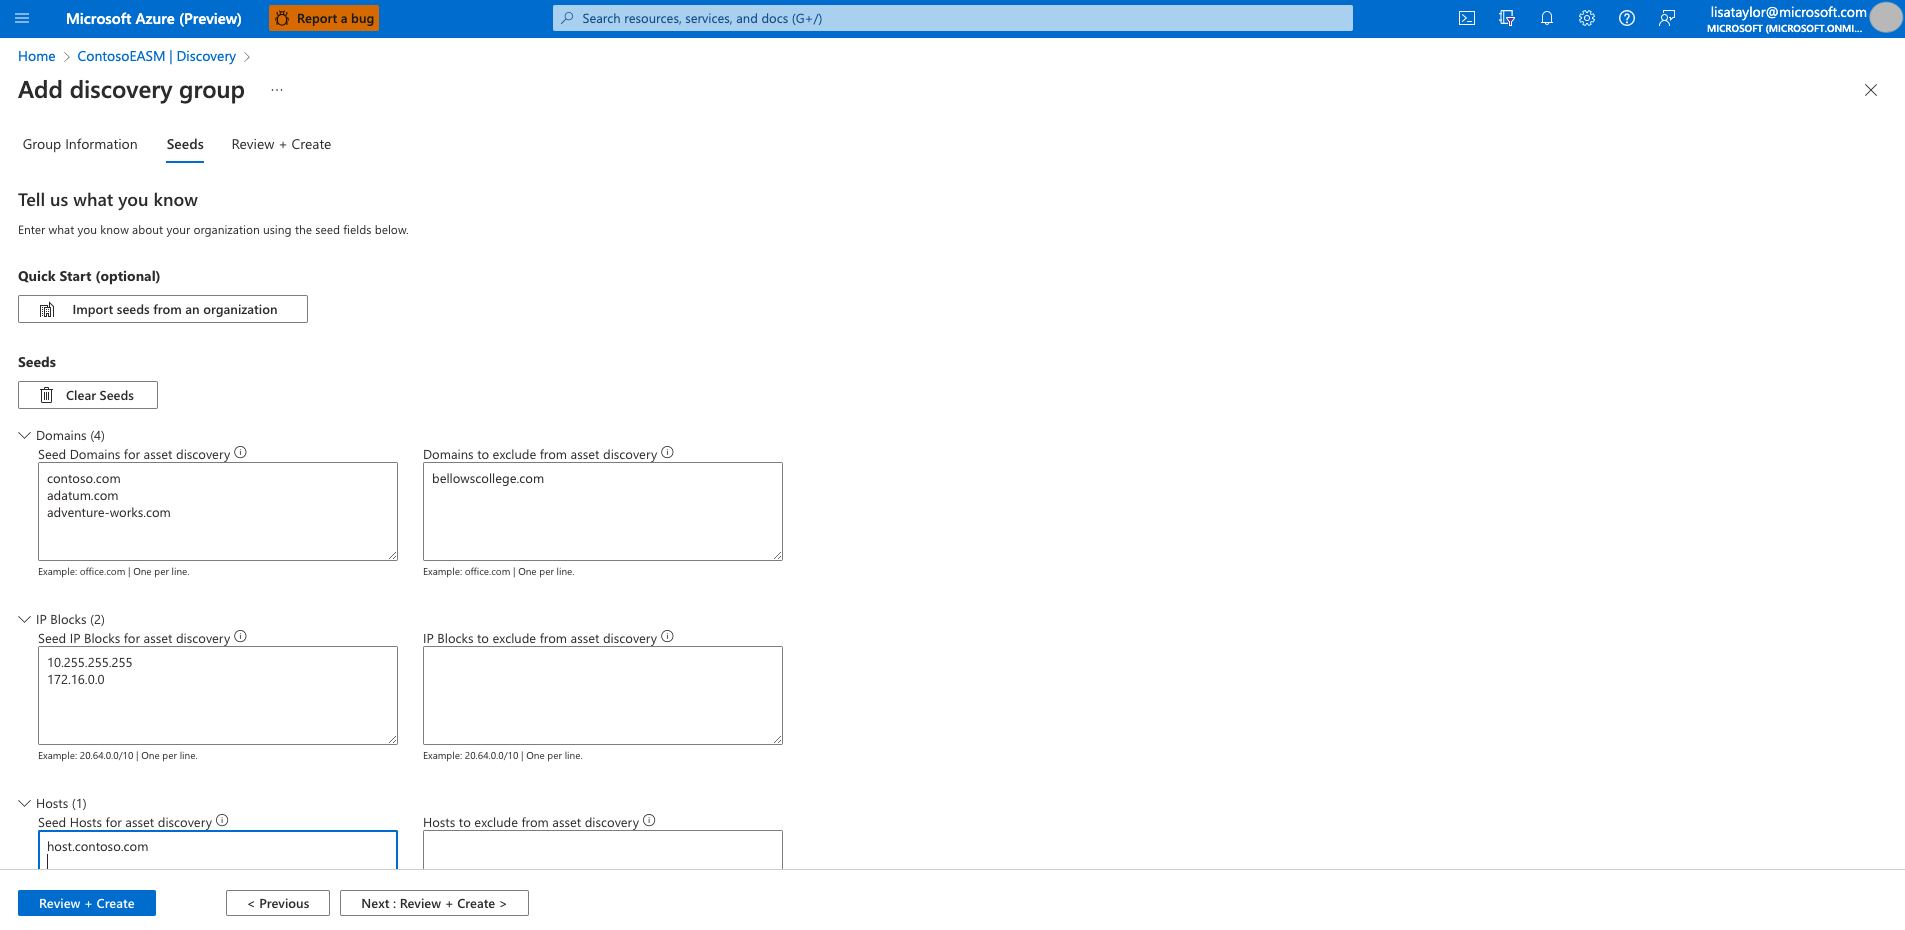 Microsoft Azure (Preview)
Report a bug
Search resources, services, and docs (G+/)
lisataylor@microsoft.com
MICROSOFT (MICROSOFT.ONMI...
Home > ContosoEASM | Discovery >
Add discovery group ...
Group Information Seeds Review + Create
Tell us what you know
Enter what you know about your organization using the seed fields below.
Quick Start (optional)
Import seeds from an organization
Seeds
Clear Seeds
Domains (4)
Seed Domains for asset discovery
contoso.com
adatum.com
adventure-works.com
Example: office.com | One per line.
Domains to exclude from asset discovery
bellowscollege.com
Example: office.com | One per line.
IP Blocks (2)
Seed IP Blocks for asset discovery
10.255.255.255
172.16.0.0
Example: 20.64.0.0/10 | One per line.
IP Blocks to exclude from asset discovery
Example: 20.64.0.0/10 | One per line.
Hosts (1)
Seed Hosts for asset discovery
host.contoso.com
Hosts to exclude from asset discovery
Review + Create
< Previous
Next : Review + Create >